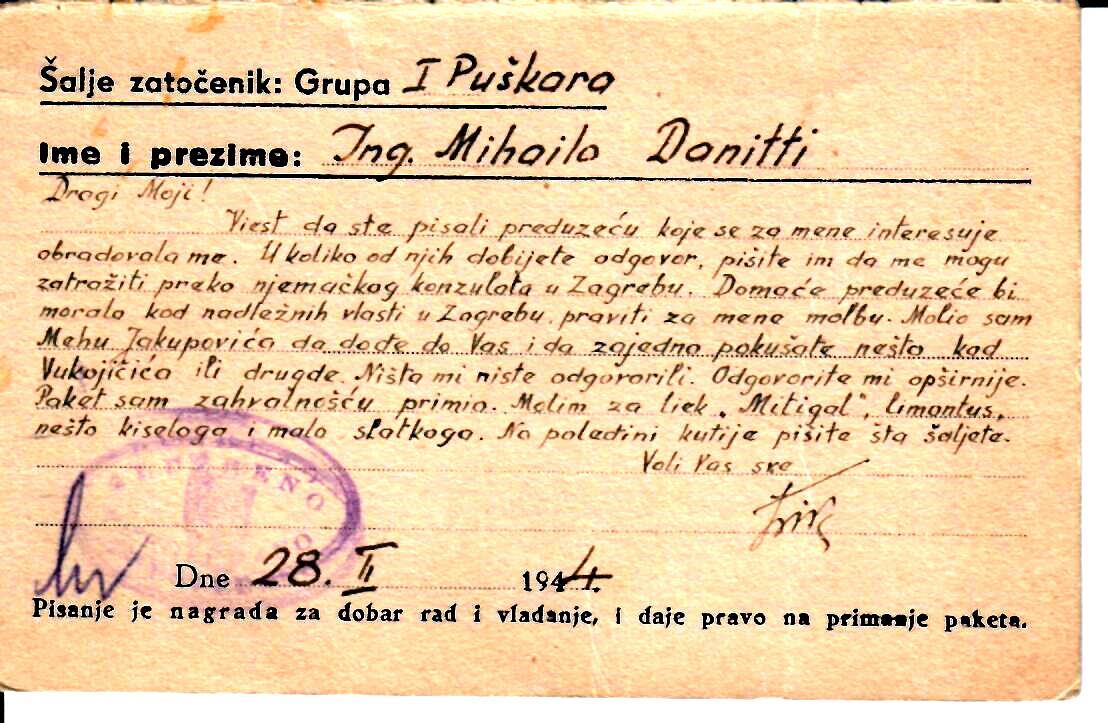 Šalje zatočenik: Grupa I Puškara
Ime i prezime: Ing. Mihailo Danitti
Dragi Moji!
Viest da ste pisali preduzeću koje se za mene interesuje
obradovala me. Ukoliko od njih dobijete odgovor, pišite im da me mogu
zatražiti preko njemačkog konzulata u Zagrebu. Domaće preduzeće bi
moralo kod nadležnih vlasti u Zagrebu praviti za mene molbu. Molio sam
Mehu Jakupovića da dođe do Vas i da zajedno pokušate nešto kod
Vukojičića ili drugde. Ništa mi niste odgovorili. Odgovorite mi opširnije.
Paket sam zahvalnošću primio. Molim za liek „Mitigal", limontus,
nešto kiseloga i malo slatkoga. Na poleđini kutije pišite šta šaljete.
Voli Vas sve
Dne 28. II 1944.
Pisanje je nagrada za dobar rad i vladanje, i daje pravo na primanje paketa.